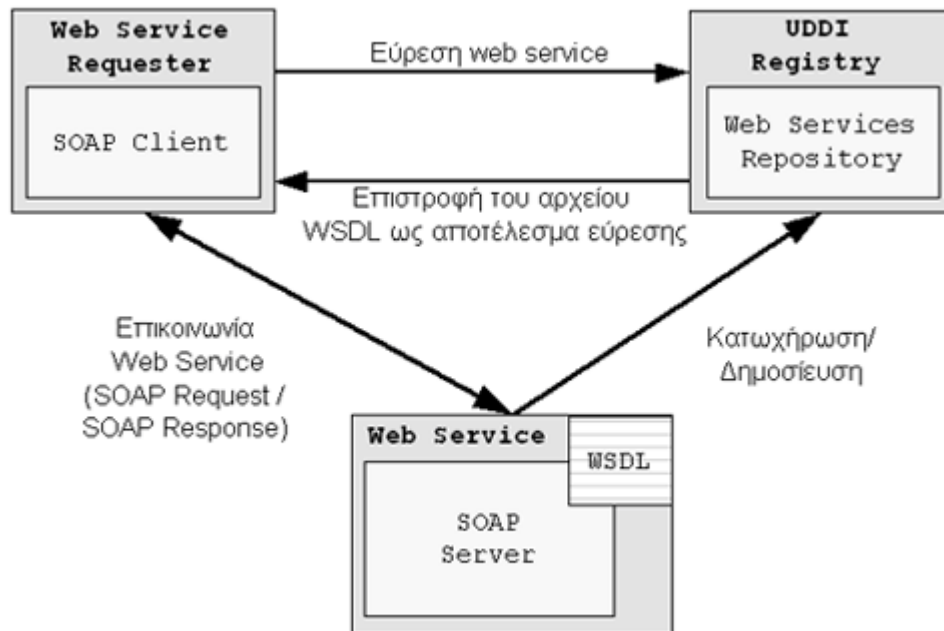 Web Service
Requester
SOAP Client
Εύρεση web service
UDDI
Registry
Web Services
Repository
Επιστροφή του αρχείου
WSDL ως αποτέλεσμα εύρεσης
Επικοινωνία
Web Service
(SOAP Request /
SOAP Response)
Κατωχήρωση/
Δημοσίευση
Web Service
WSDL
SOAP
Server